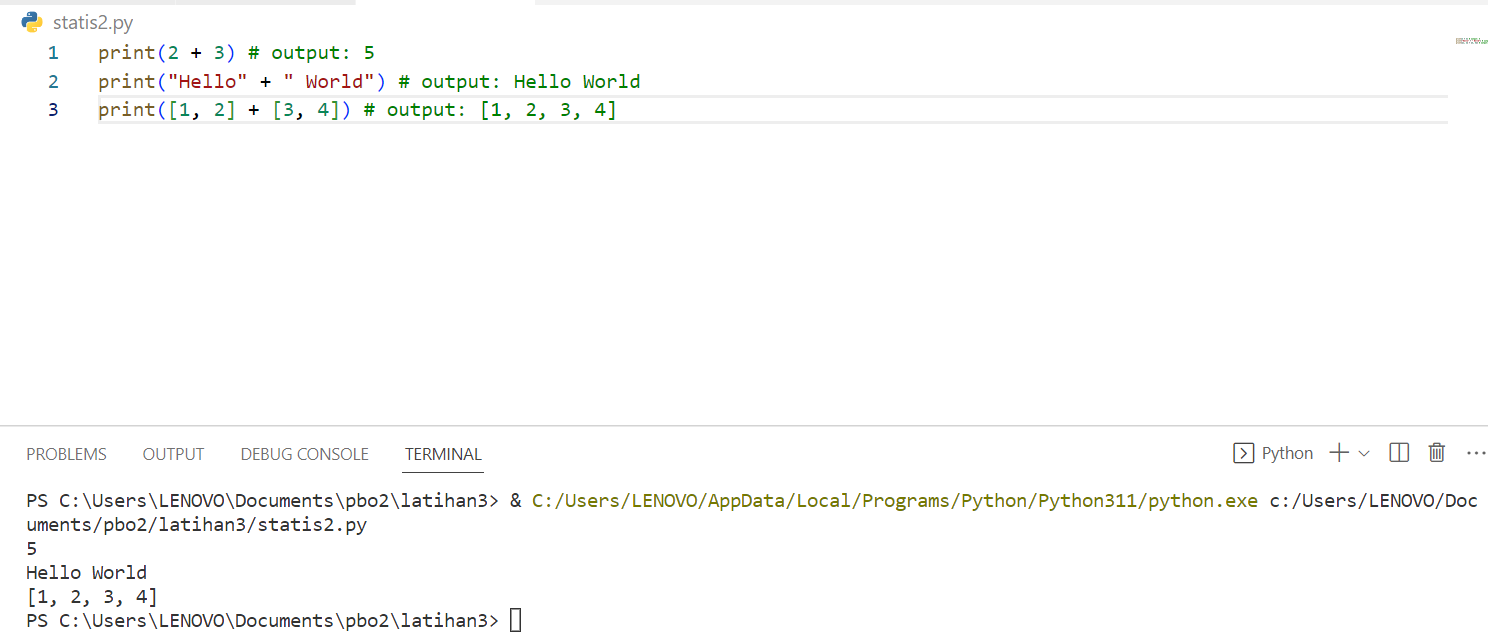 statis2.py
1 print(2 + 3) # output: 5
2 print("Hello" + " World") # output: Hello World
3 print([1, 2] + [3, 4]) # output: [1, 2, 3, 4]
PROBLEMS OUTPUT DEBUG CONSOLE TERMINAL Python
PS C:\Users\LENOVO\Documents\pbo2\latihan3> & C:/Users/LENOVO/AppData/Local/Programs/Python/Python311/python.exe c:/Users/LENOVO/Doc
uments/pbo2/latihan3/statis2.py
5
Hello World
[1, 2, 3, 4]
PS C:\Users\LENOVO\Documents\pbo2\latihan3>